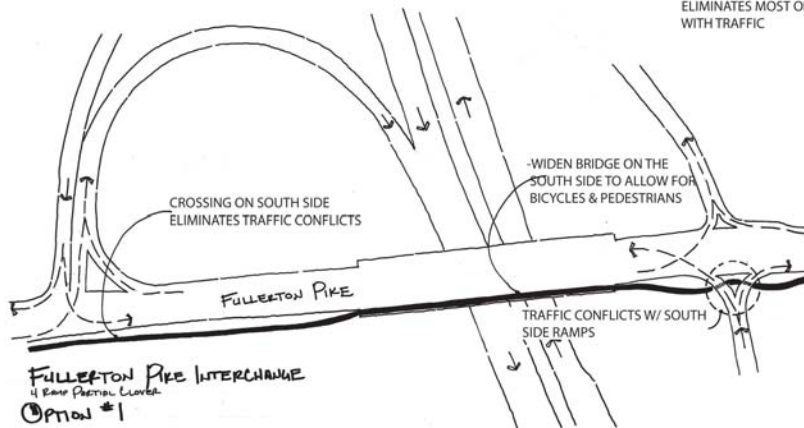 ELIMINATES MOST O
WITH TRAFFIC
-WIDEN BRIDGE ON THE
SOUTH SIDE TO ALLOW FOR
BICYCLES & PEDESTRIANS
CROSSING ON SOUTH SIDE
ELIMINATES TRAFFIC CONFLICTS
FULLERTON PIKE
TRAFFIC CONFLICTS W/ SOUTH
SIDE RAMPS
FULLERTON PIKE INTERCHANGE
4 RAMP PARTIAL CLOVER
OPTION #1